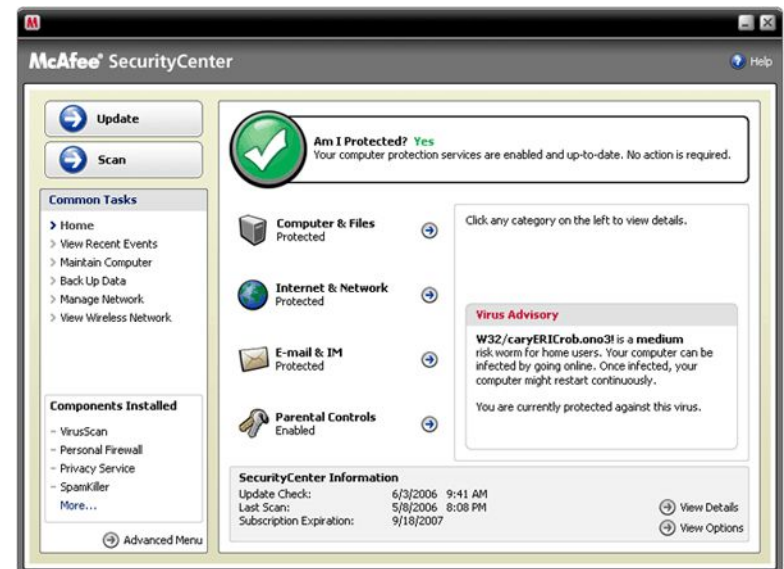 McAfee® SecurityCenter
Help
Update
Scan
Common Tasks
> Home
> View Recent Events
> Maintain Computer
> Back Up Data
> Manage Network
> View Wireless Network
Components Installed
- VirusScan
- Personal Firewall
- Privacy Service
- SpamKiller
More...
Advanced Menu
Am I Protected? Yes
Your computer protection services are enabled and up-to-date. No action is required.
Computer & Files
Protected
Internet & Network
Protected
E-mail & IM
Protected
Parental Controls
Enabled
Click any category on the left to view details.
Virus Advisory
W32/caryERICrob.ono3! is a medium
risk worm for home users. Your computer can be
infected by going online. Once infected, your
computer might restart continuously.
You are currently protected against this virus.
SecurityCenter Information
Update Check: 6/3/2006 9:41 AM
Last Scan: 5/8/2006 8:08 PM
Subscription Expiration: 9/18/2007
View Details
View Options